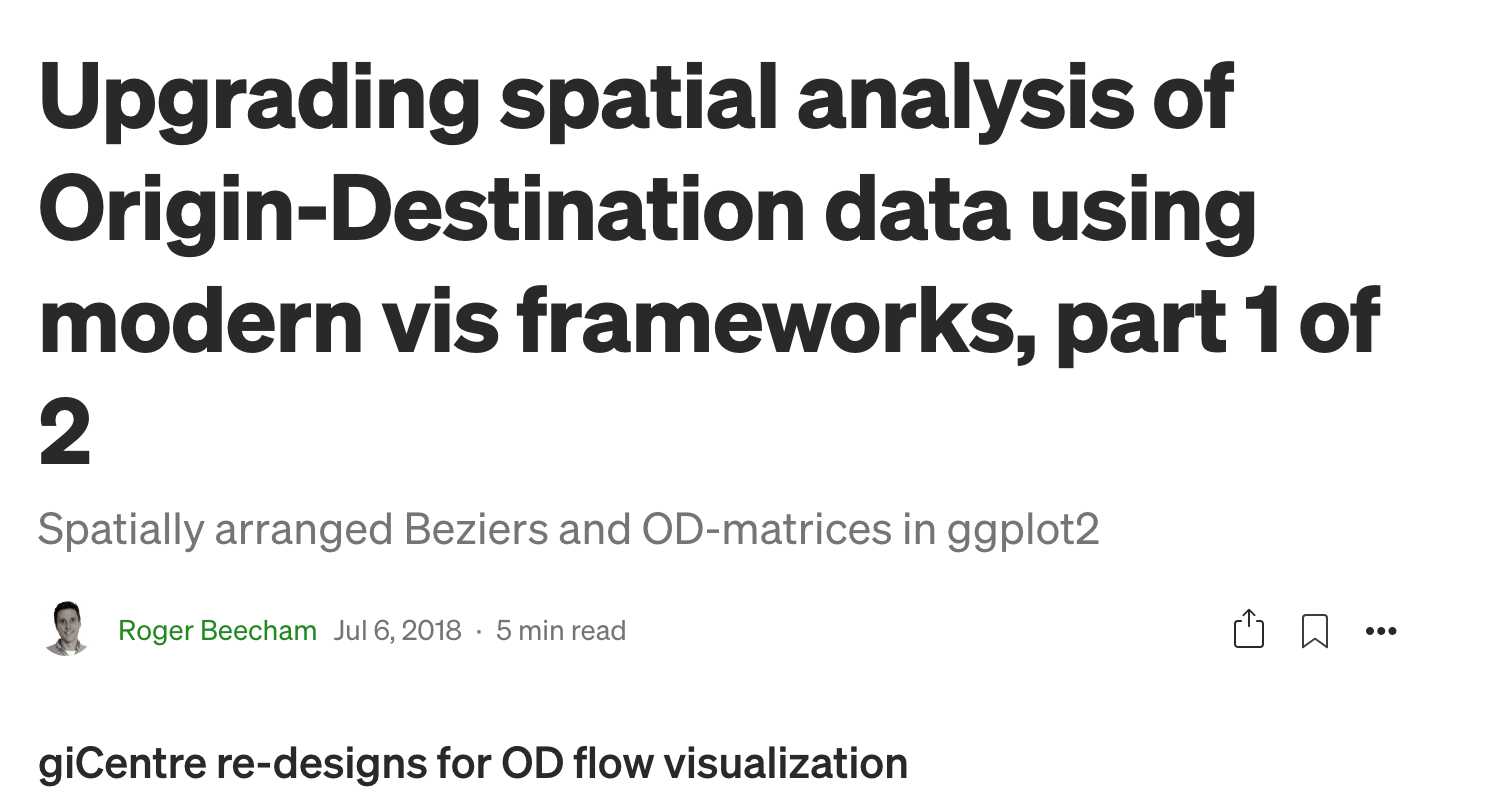 Upgrading spatial analysis of
Origin-Destination data using
modern vis frameworks, part 1 of
2
Spatially arranged Beziers and OD-matrices in ggplot2
Roger Beecham Jul 6, 2018 · 5 min read
giCentre re-designs for OD flow visualization